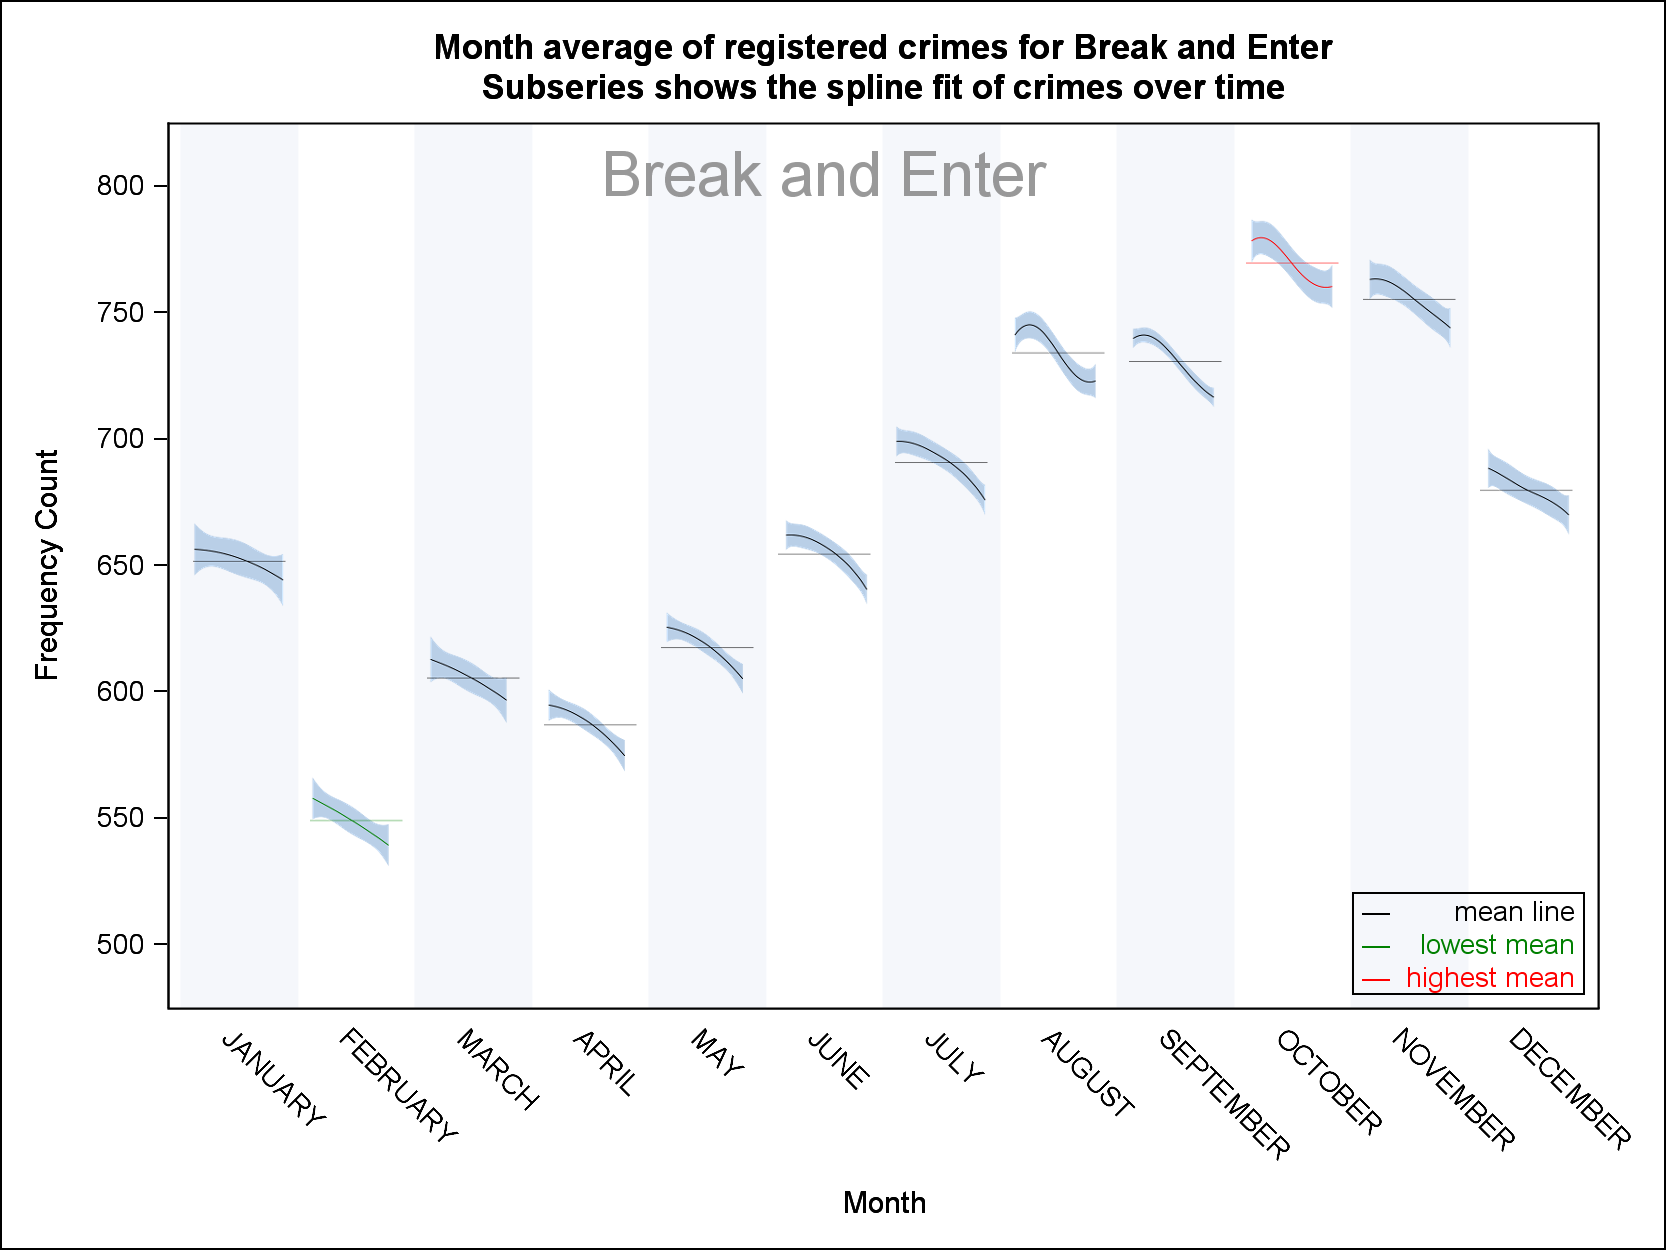 Month average of registered crimes for Break and Enter
Subseries shows the spline fit of crimes over time
Break and Enter
800
750
700
650
600
550
500
Frequency Count
mean line
lowest mean
highest mean
JANUARY
FEBRUARY
MARCH
APRIL
MAY
JUNE
JULY
AUGUST
SEPTEMBER
OCTOBER
NOVEMBER
DECEMBER
Month